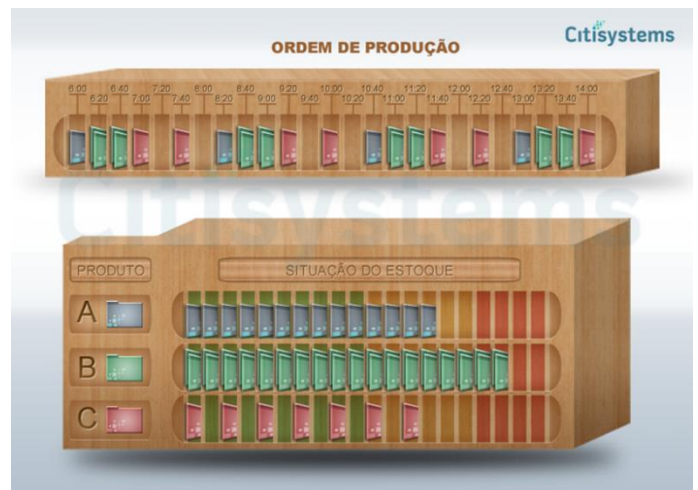 Citisystems
ORDEM DE PRODUÇÃO
6:00 6:40 7:20 8:00 8:40 9:20 10:00 10:40 11:20 12:00 12:40 13:20 14:00
6:20 7:00 7:40 8:20 9:00 9:40 10:20 11:00 11:40 12:20 13:00 13:40
Citisystems
PRODUTO SITUAÇÃO DO ESTOQUE
A
B
C